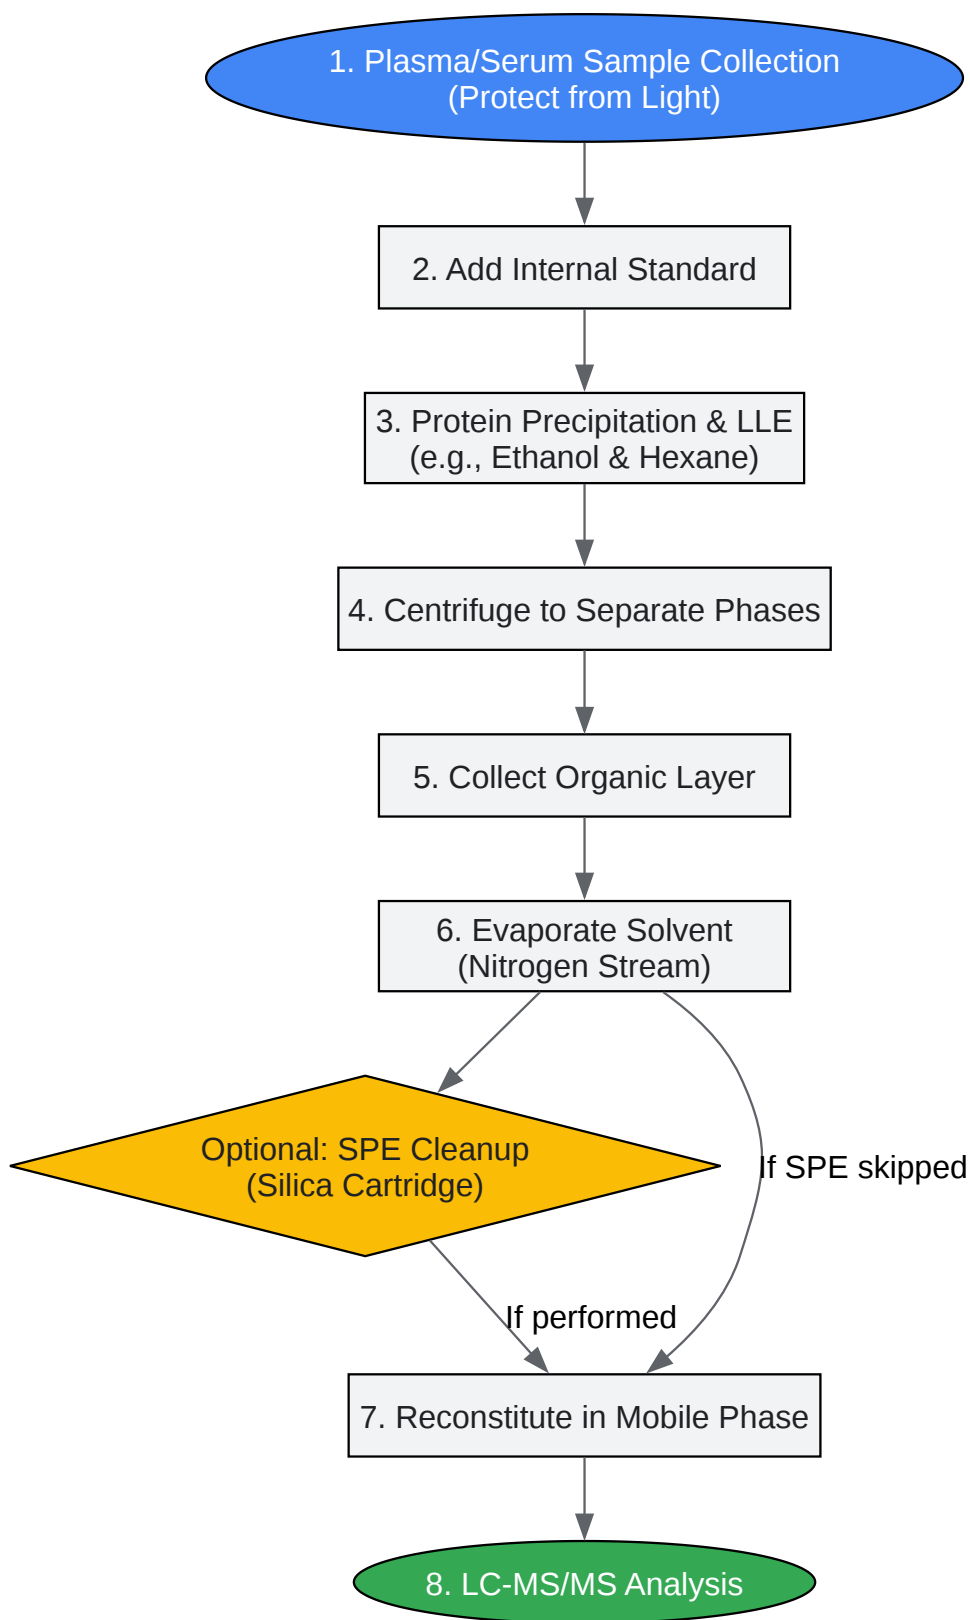 1. Plasma/Serum Sample Collection
(Protect from Light)
2. Add Internal Standard
3. Protein Precipitation & LLE
(e.g., Ethanol & Hexane)
4. Centrifuge to Separate Phases
5. Collect Organic Layer
6. Evaporate Solvent
(Nitrogen Stream)
Optional: SPE Cleanup
(Silica Cartridge)
If SPE skipped
If performed
7. Reconstitute in Mobile Phase
8. LC-MS/MS Analysis